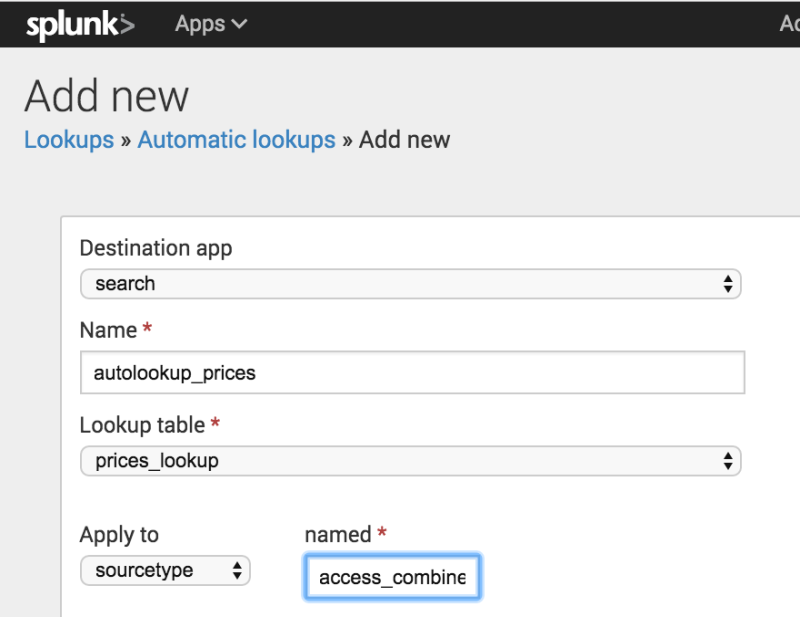 splunk> Apps
Add new
Lookups » Automatic lookups » Add new
Destination app
search
Name *
autolookup_prices
Lookup table *
prices_lookup
Apply to named *
sourcetype access_combine